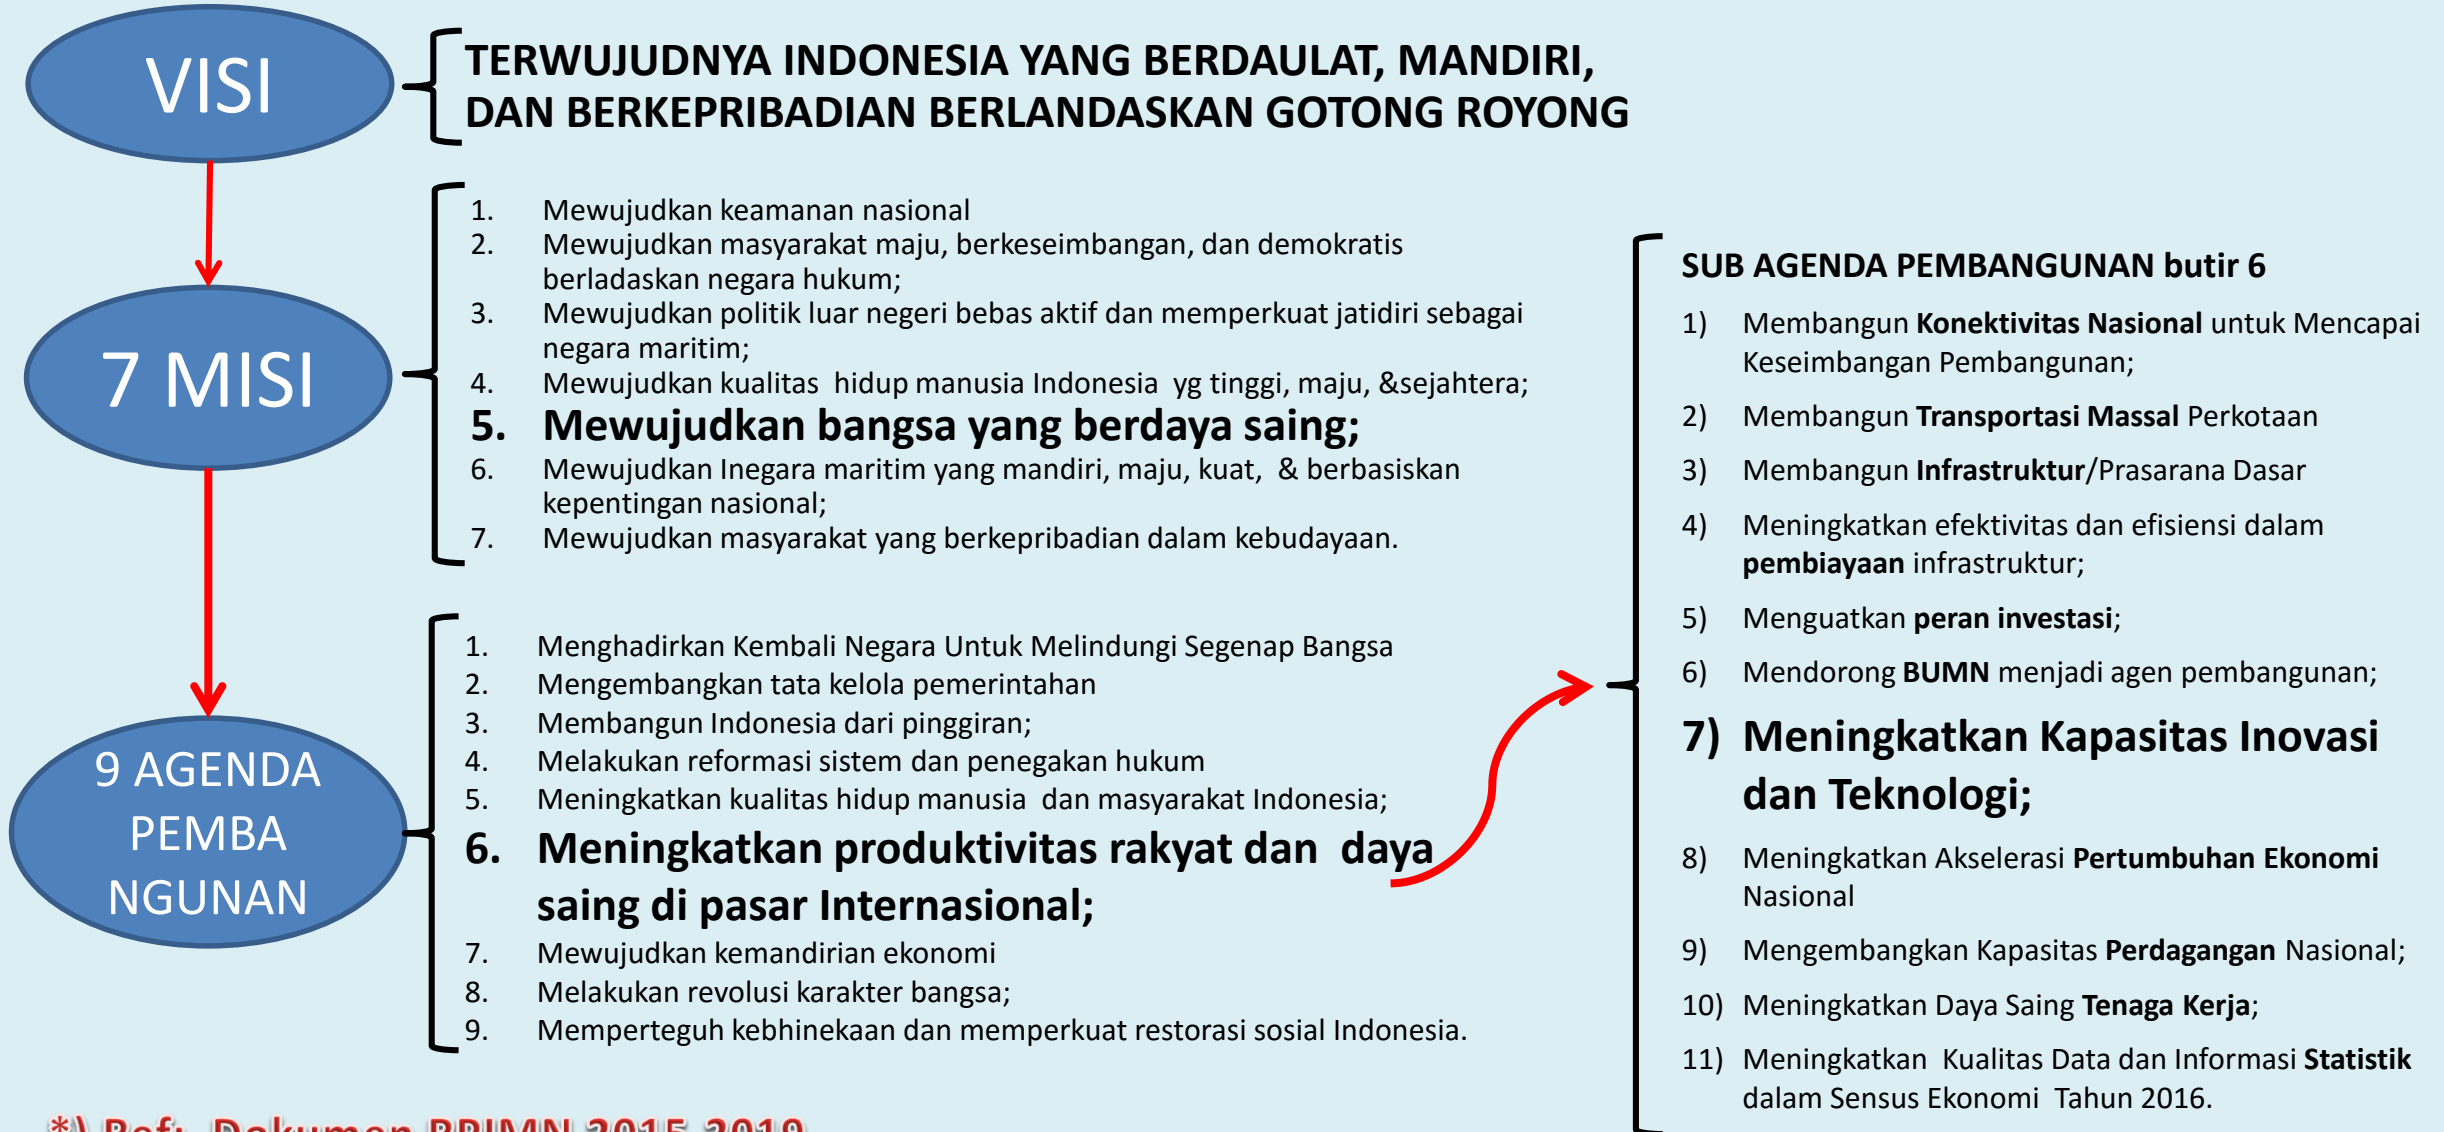 VISI
TERWUJUDNYA INDONESIA YANG BERDAULAT, MANDIRI,
DAN BERKEPRIBADIAN BERLANDASKAN GOTONG ROYONG
7 MISI
1. Mewujudkan keamanan nasional
2. Mewujudkan masyarakat maju, berkeseimbangan, dan demokratis
berladaskan negara hukum;
3. Mewujudkan politik luar negeri bebas aktif dan memperkuat jatidiri sebagai
negara maritim;
4. Mewujudkan kualitas hidup manusia Indonesia yg tinggi, maju, &sejahtera;
5. Mewujudkan bangsa yang berdaya saing;
6. Mewujudkan Inegara maritim yang mandiri, maju, kuat, & berbasiskan
kepentingan nasional;
7. Mewujudkan masyarakat yang berkepribadian dalam kebudayaan.
9 AGENDA
PEMBA
NGUNAN
1. Menghadirkan Kembali Negara Untuk Melindungi Segenap Bangsa
2. Mengembangkan tata kelola pemerintahan
3. Membangun Indonesia dari pinggiran;
4. Melakukan reformasi sistem dan penegakan hukum
5. Meningkatkan kualitas hidup manusia dan masyarakat Indonesia;
6. Meningkatkan produktivitas rakyat dan daya
saing di pasar Internasional;
7. Mewujudkan kemandirian ekonomi
8. Melakukan revolusi karakter bangsa;
9. Memperteguh kebhinekaan dan memperkuat restorasi sosial Indonesia.
SUB AGENDA PEMBANGUNAN butir 6
1) Membangun Konektivitas Nasional untuk Mencapai
Keseimbangan Pembangunan;
2) Membangun Transportasi Massal Perkotaan
3) Membangun Infrastruktur/Prasarana Dasar
4) Meningkatkan efektivitas dan efisiensi dalam
pembiayaan infrastruktur;
5) Menguatkan peran investasi;
6) Mendorong BUMN menjadi agen pembangunan;
7) Meningkatkan Kapasitas Inovasi
dan Teknologi;
8) Meningkatkan Akselerasi Pertumbuhan Ekonomi
Nasional
9) Mengembangkan Kapasitas Perdagangan Nasional;
10) Meningkatkan Daya Saing Tenaga Kerja;
11) Meningkatkan Kualitas Data dan Informasi Statistik
dalam Sensus Ekonomi Tahun 2016.
*) Ref: Dokumen RPJMN 2015-2019